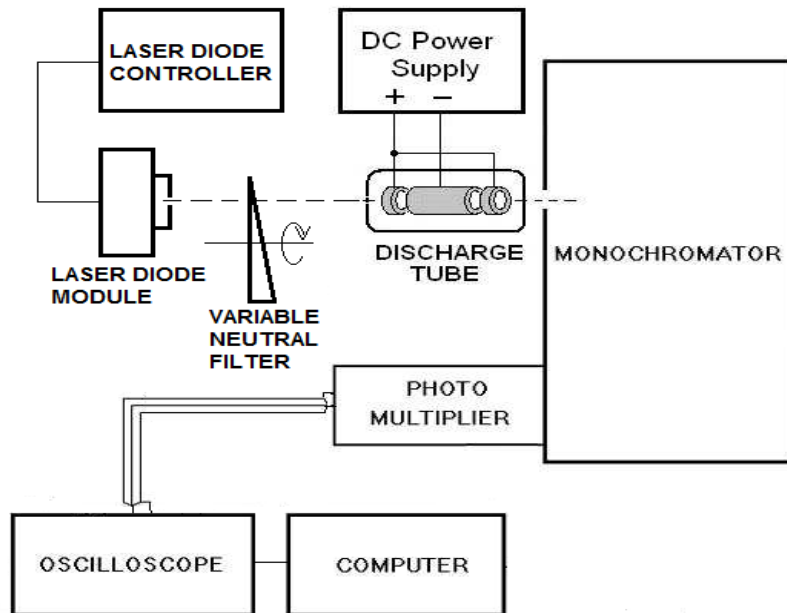 LASER DIODE
CONTROLLER
DC Power
Supply
+ −
LASER DIODE
MODULE
VARIABLE
NEUTRAL
FILTER
DISCHARGE
TUBE
MONOCHROMATOR
PHOTO
MULTIPLIER
OSCILLOSCOPE
COMPUTER